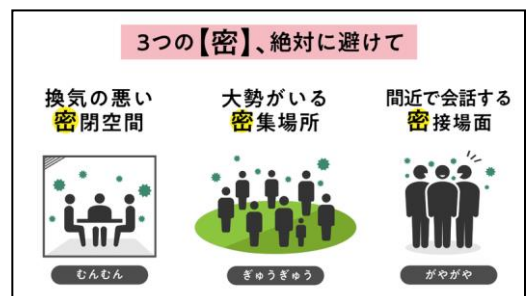 3つの【密】、絶対に避けて
換気の悪い
密閉空間
大勢がいる
密集場所
間近で会話する
密接場面
むんむん
ぎゅうぎゅう
がやがや